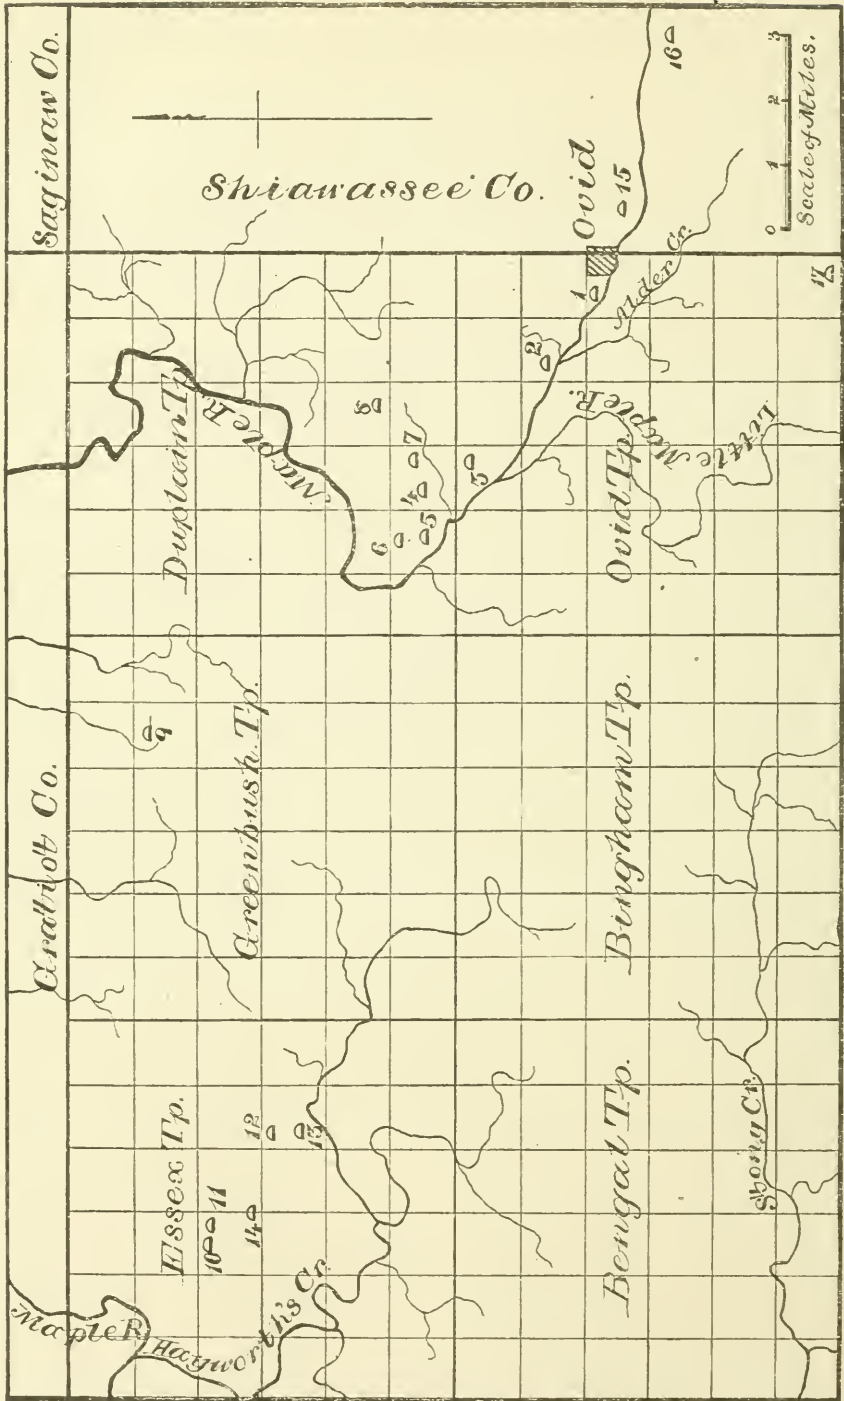 Gratiot Co.
Saginaw Co.
Shiawassee Co.
Maple R.
Hayworth's Cr.
Essex Tp.
10 11
12
13
14
Greenbush. Tp.
9
Duplain Tp.
Maple R.
8
7
4
5
6
3
2
1
Ovid
15
16
Alder Cr.
Little Maple R.
Ovid Tp.
Bingham Tp.
Bengal Tp.
Stony Cr.
17
0 1 2 3
Scale of Miles.